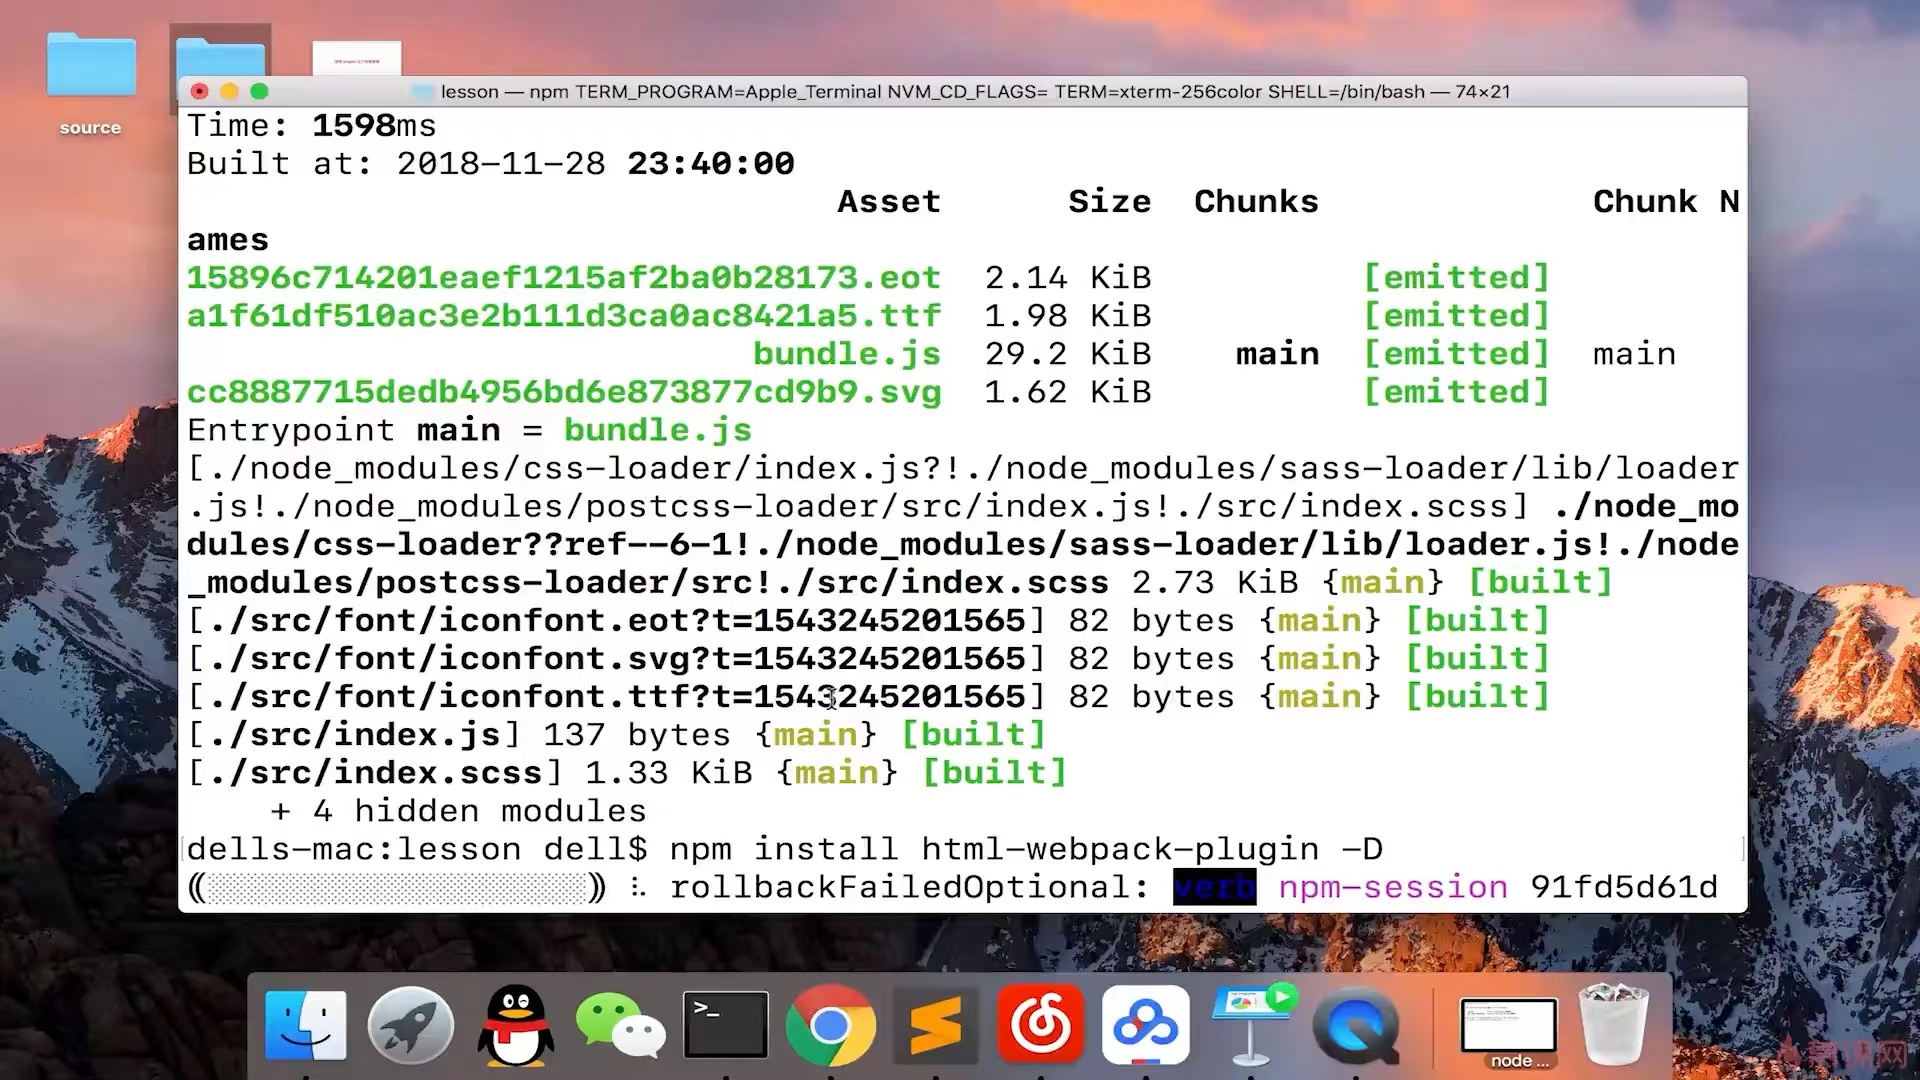 source
lesson — npm TERM_PROGRAM=Apple_Terminal NVM_CD_FLAGS= TERM=xterm-256color SHELL=/bin/bash — 74×21
Time: 1598ms
Built at: 2018-11-28 23:40:00
Asset Size Chunks Chunk N
ames
15896c714201eaef1215af2ba0b28173.eot 2.14 KiB [emitted]
a1f61df510ac3e2b111d3ca0ac8421a5.ttf 1.98 KiB [emitted]
bundle.js 29.2 KiB main [emitted] main
cc8887715dedb4956bd6e873877cd9b9.svg 1.62 KiB [emitted]
Entrypoint main = bundle.js
[./node_modules/css-loader/index.js?!./node_modules/sass-loader/lib/loader
.js!./node_modules/postcss-loader/src/index.js!./src/index.scss] ./node_mo
dules/css-loader??ref--6-1!./node_modules/sass-loader/lib/loader.js!./node
_modules/postcss-loader/src!./src/index.scss 2.73 KiB {main} [built]
[./src/font/iconfont.eot?t=1543245201565] 82 bytes {main} [built]
[./src/font/iconfont.svg?t=1543245201565] 82 bytes {main} [built]
[./src/font/iconfont.ttf?t=1543245201565] 82 bytes {main} [built]
[./src/index.js] 137 bytes {main} [built]
[./src/index.scss] 1.33 KiB {main} [built]
+ 4 hidden modules
dells-mac:lesson dell$ npm install html-webpack-plugin -D
rollbackFailedOptional: verb npm-session 91fd5d61d
node ...
慕课网